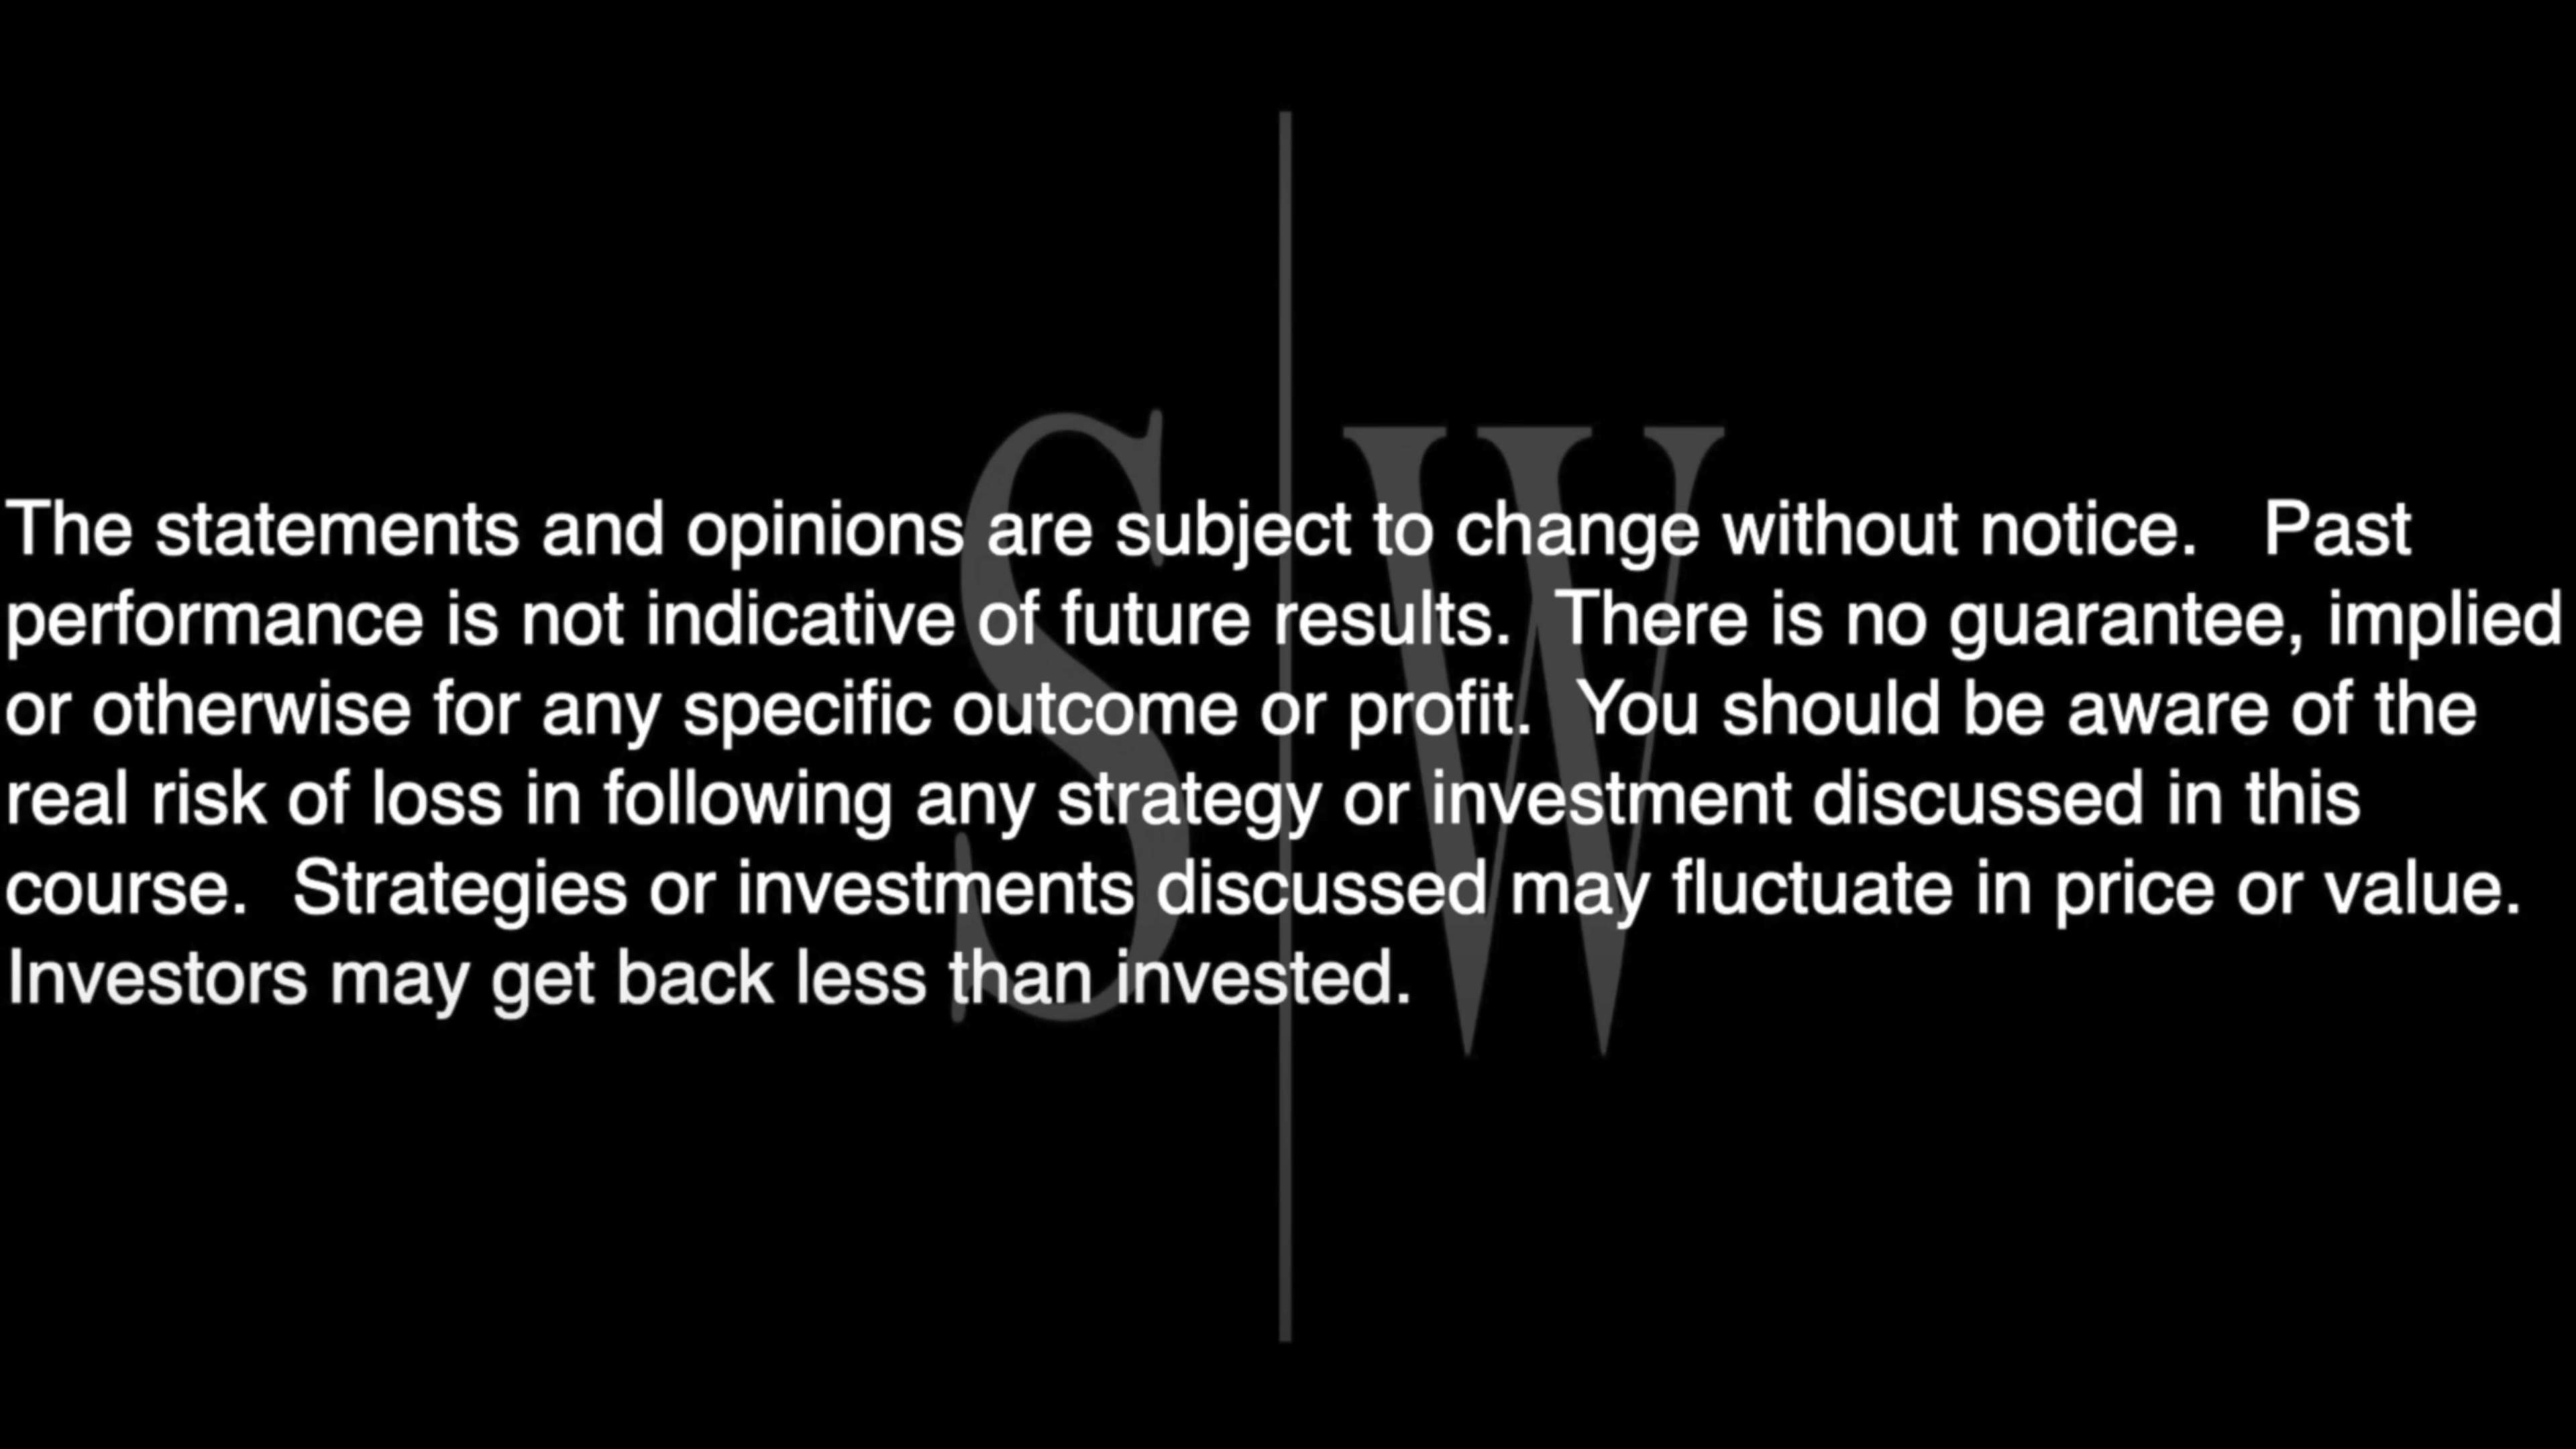 The statements and opinions are subject to change without notice.   Past
performance is not indicative of future results.  There is no guarantee, implied
or otherwise for any specific outcome or profit.  You should be aware of the
real risk of loss in following any strategy or investment discussed in this
course.  Strategies or investments discussed may fluctuate in price or value.
Investors may get back less than invested.
S W